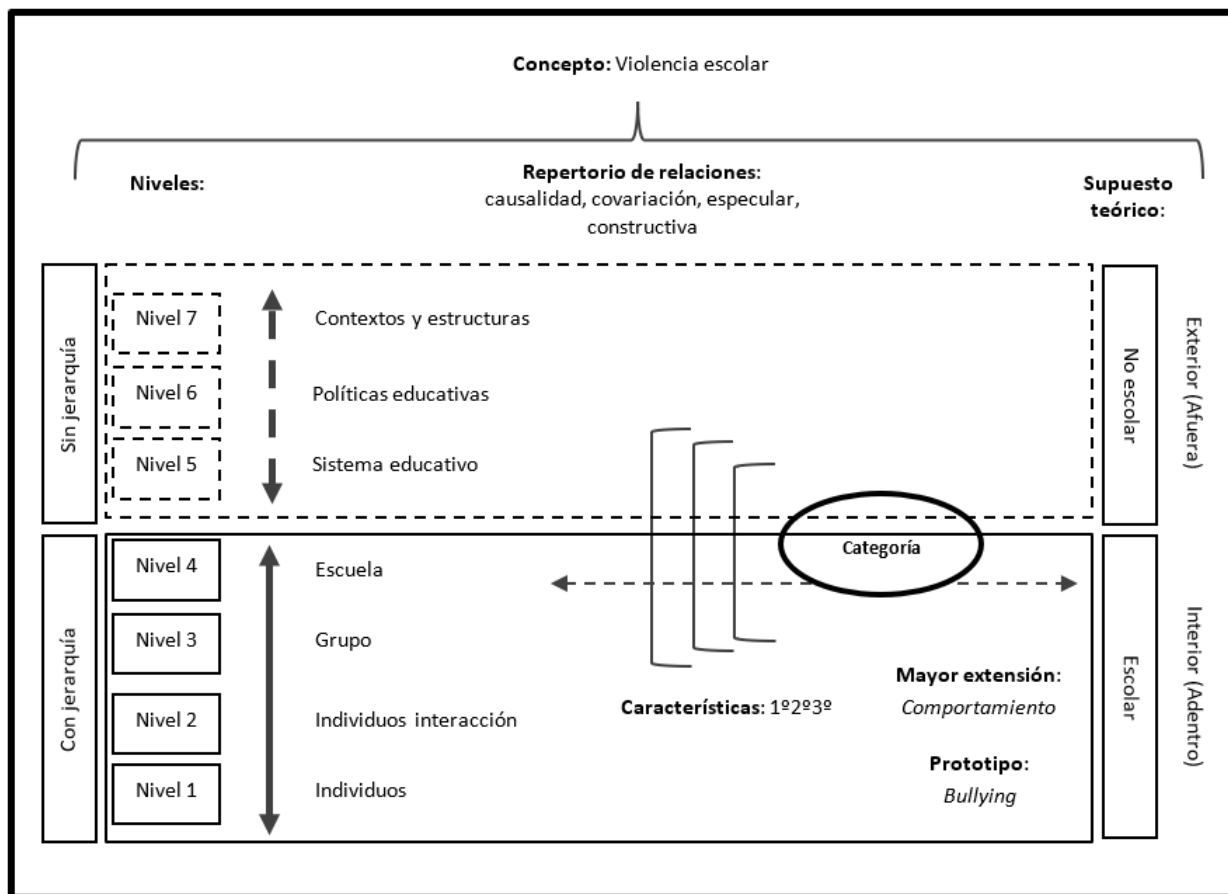 Concepto: Violencia escolar
Niveles:
Repertorio de relaciones:
causalidad, covariación, especular,
constructiva
Supuesto
teórico:
Sin jerarquía
Nivel 7
Contextos y estructuras
Nivel 6
Políticas educativas
Nivel 5
Sistema educativo
No escolar
Exterior (Afuera)
Con jerarquía
Nivel 4
Escuela
Categoría
Nivel 3
Grupo
Nivel 2
Individuos interacción
Nivel 1
Individuos
Características: 1º2º3º
Mayor extensión:
Comportamiento
Prototipo:
Bullying
Escolar
Interior (Adentro)